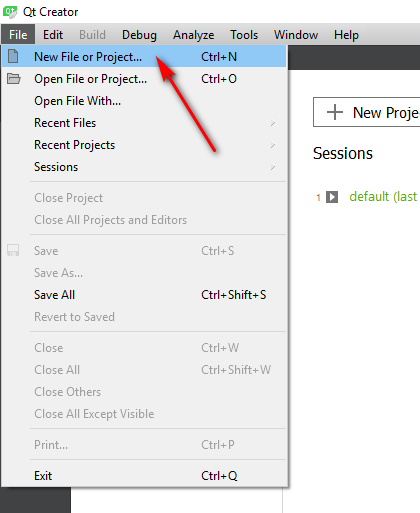 Qt Creator
File Edit Build Debug Analyze Tools Window Help
New File or Project... Ctrl+N
Open File or Project... Ctrl+O
Open File With...
Recent Files
Recent Projects
Sessions
Close Project
Close All Projects and Editors
Save Ctrl+S
Save As...
Save All Ctrl+Shift+S
Revert to Saved
Close Ctrl+W
Close All Ctrl+Shift+W
Close Others
Close All Except Visible
Print... Ctrl+P
Exit Ctrl+Q
+ New Proje
Sessions
1 default (last